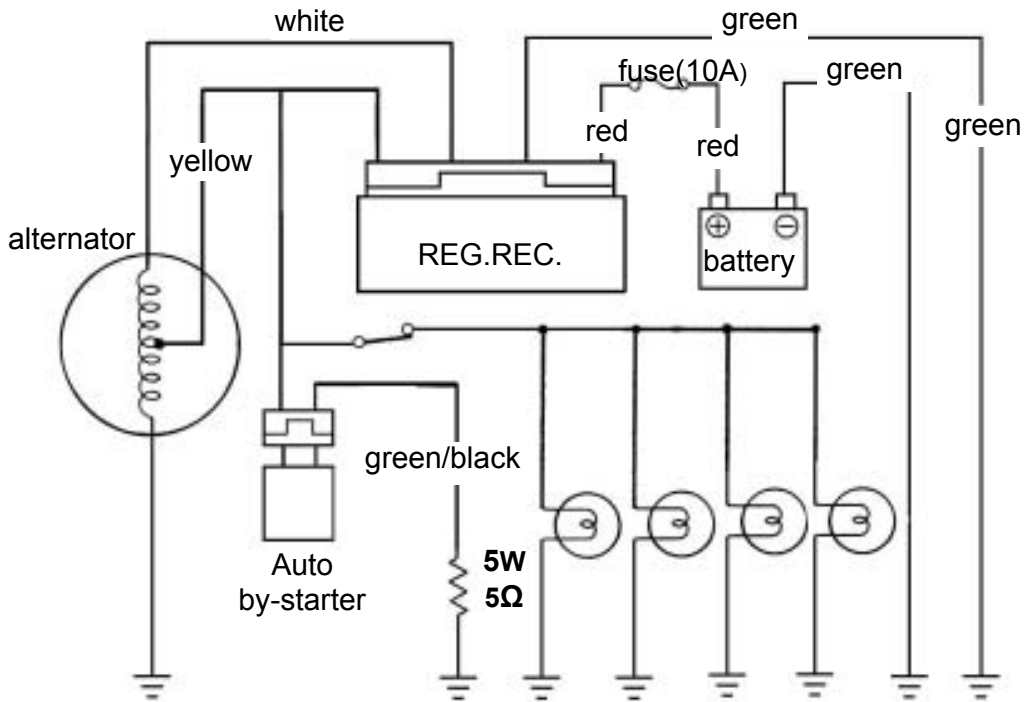 white
green
fuse(10A)
green
red
red
green
yellow
alternator
REG.REC.
battery
green/black
5W
5Ω
Auto
by-starter